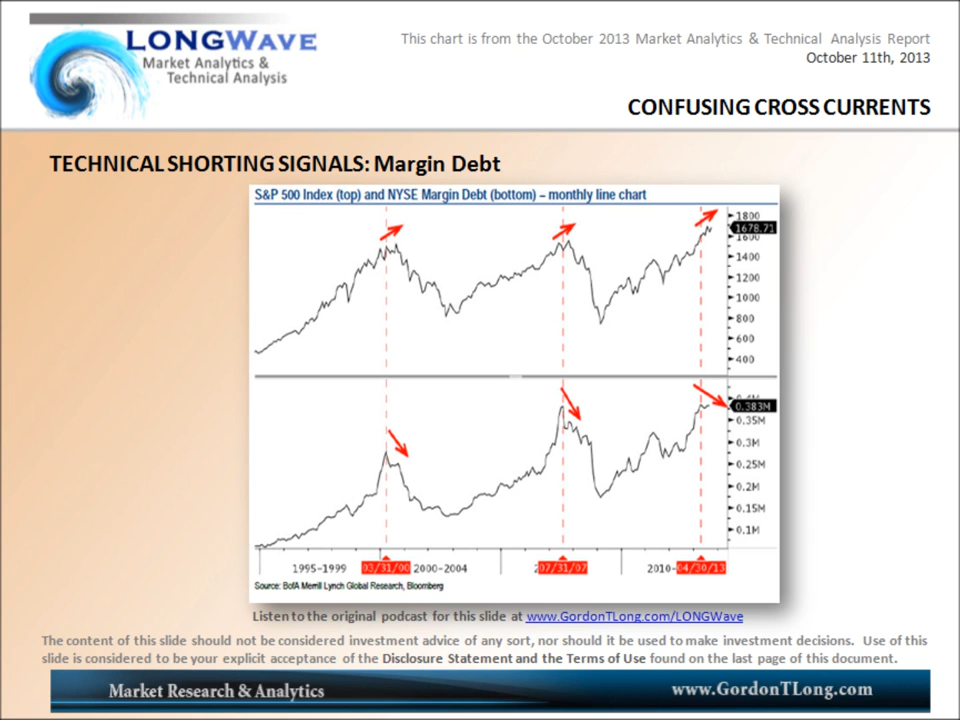 LONGWAVE
Market Analytics &
Technical Analysis
This chart is from the October 2013 Market Analytics & Technical Analysis Report
October 11th, 2013
CONFUSING CROSS CURRENTS
TECHNICAL SHORTING SIGNALS: Margin Debt
S&P 500 Index (top) and NYSE Margin Debt (bottom) – monthly line chart
1800
1678.71
1600
1400
1200
1000
800
600
400
0.383M
0.35M
0.3M
0.25M
0.2M
0.15M
0.1M
1995-1999 03/31/00 2000-2004 07/31/07 2010- 04/30/13
Source: BofA Merrill Lynch Global Research, Bloomberg
Listen to the original podcast for this slide at www.GordonTLong.com/LONGWave
The content of this slide should not be considered investment advice of any sort, nor should it be used to make investment decisions. Use of this
slide is considered to be your explicit acceptance of the Disclosure Statement and the Terms of Use found on the last page of this document.
Market Research & Analytics www.GordonTLong.com